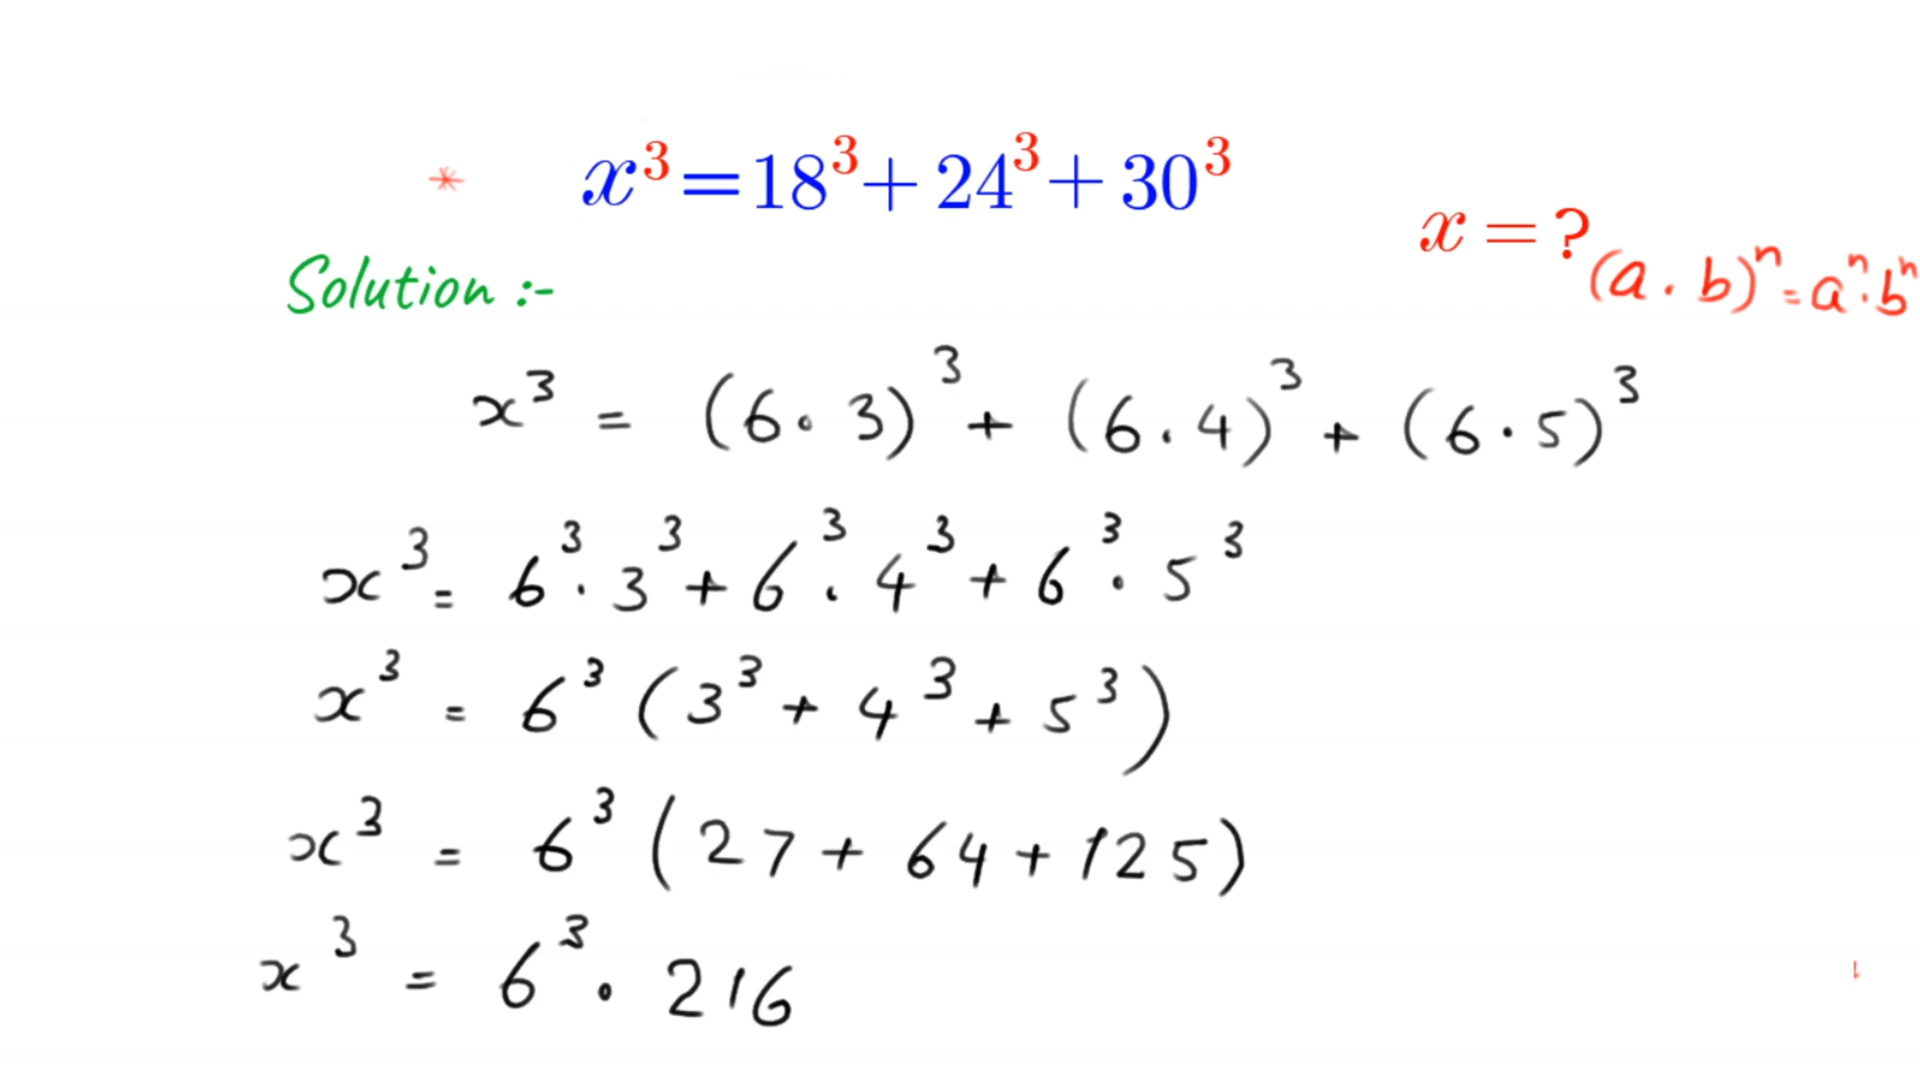 * x³ = 18³ + 24³ + 30³
x = ?
(a · b)ⁿ = aⁿ · bⁿ
Solution :-
x³ = (6 · 3)³ + (6 · 4)³ + (6 · 5)³
x³ = 6³ · 3³ + 6³ · 4³ + 6³ · 5³
x³ = 6³ (3³ + 4³ + 5³)
x³ = 6³ (27 + 64 + 125)
x³ = 6³ · 216